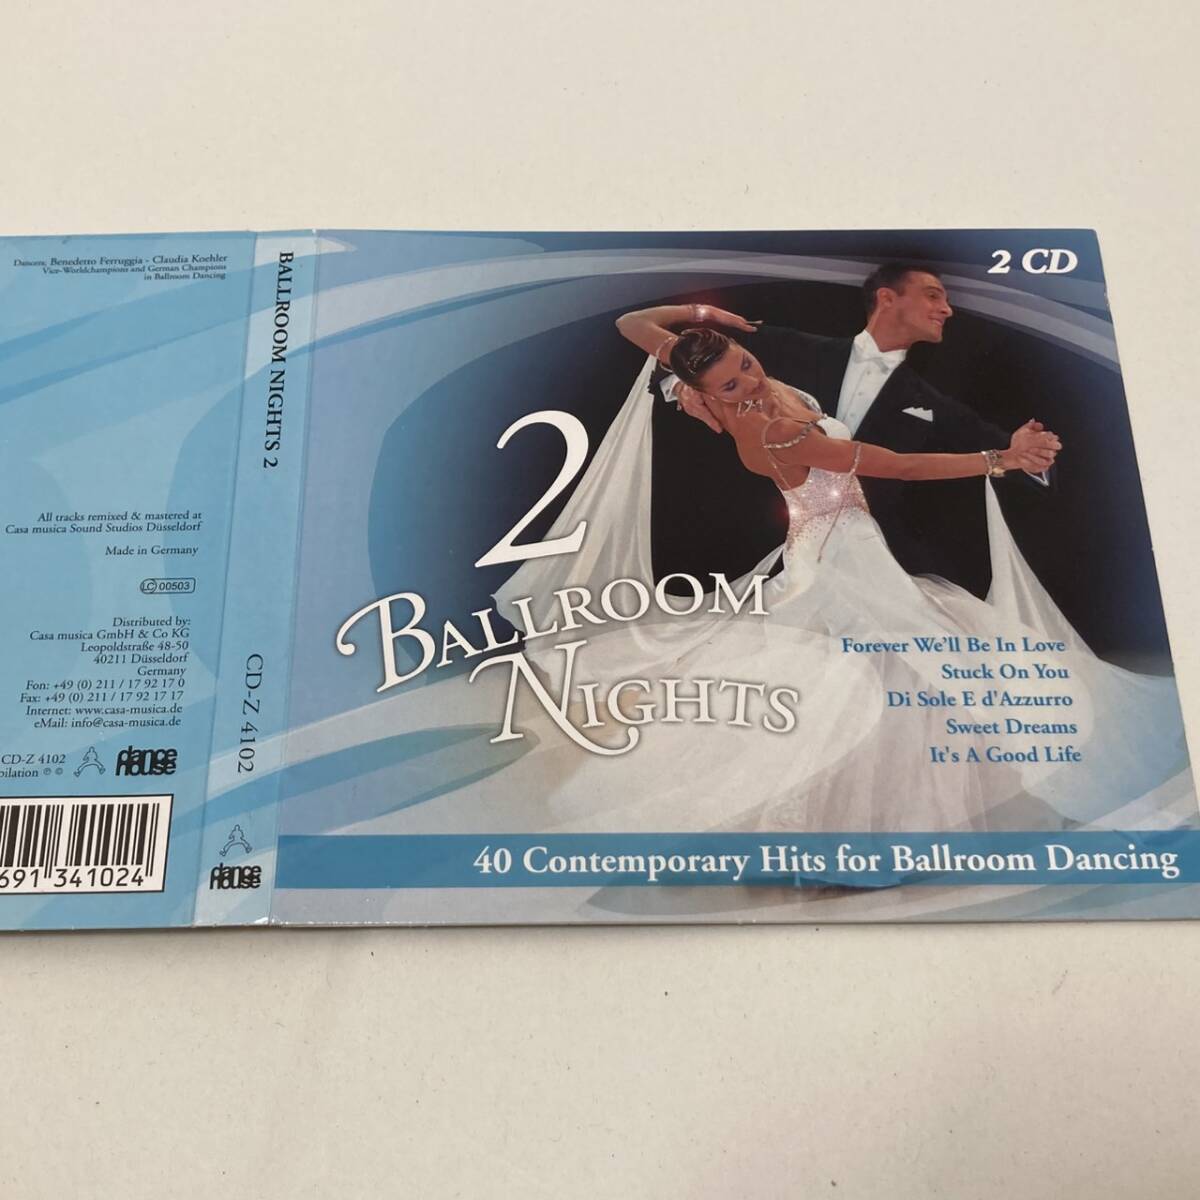 Dancers: Benedetto Ferruggia - Claudia Koehler
Vice-Worldchampions and German Champions
in Ballroom Dancing
All tracks remixed & mastered at
Casa musica Sound Studios Düsseldorf
Made in Germany
LC 00503
Distributed by:
Casa musica GmbH & Co KG
Leopoldstraße 48-50
40211 Düsseldorf
Germany
Fon: +49 (0) 211 / 17 92 17 0
Fax: +49 (0) 211 / 17 92 17 17
Internet: www.casa-musica.de
eMail: info@casa-musica.de
CD-Z 4102
℗ ©
dance
house
691 341024
BALLROOM NIGHTS 2
CD-Z 4102
dance
house
2 CD
2
BALLROOM
NIGHTS
Forever We'll Be In Love
Stuck On You
Di Sole E d'Azzurro
Sweet Dreams
It's A Good Life
40 Contemporary Hits for Ballroom Dancing